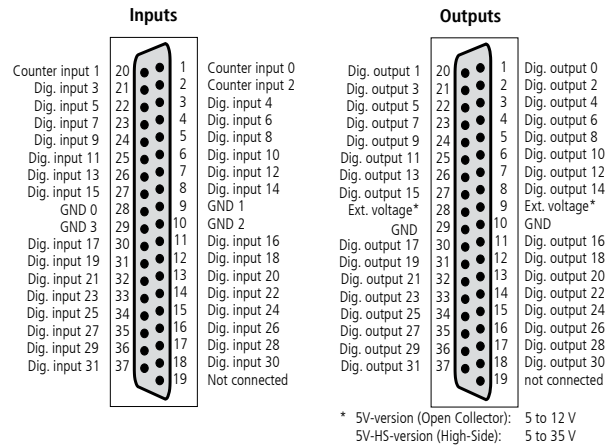 Inputs
Counter input 1 20 1 Counter input 0
Dig. input 3 21 2 Counter input 2
Dig. input 5 22 3 Dig. input 4
Dig. input 7 23 4 Dig. input 6
Dig. input 9 24 5 Dig. input 8
Dig. input 11 25 6 Dig. input 10
Dig. input 13 26 7 Dig. input 12
Dig. input 15 27 8 Dig. input 14
GND 0 28 9 GND 1
GND 3 29 10 GND 2
Dig. input 17 30 11 Dig. input 16
Dig. input 19 31 12 Dig. input 18
Dig. input 21 32 13 Dig. input 20
Dig. input 23 33 14 Dig. input 22
Dig. input 25 34 15 Dig. input 24
Dig. input 27 35 16 Dig. input 26
Dig. input 29 36 17 Dig. input 28
Dig. input 31 37 18 Dig. input 30
19 Not connected
Outputs
Dig. output 1 20 1 Dig. output 0
Dig. output 3 21 2 Dig. output 2
Dig. output 5 22 3 Dig. output 4
Dig. output 7 23 4 Dig. output 6
Dig. output 9 24 5 Dig. output 8
Dig. output 11 25 6 Dig. output 10
Dig. output 13 26 7 Dig. output 12
Dig. output 15 27 8 Dig. output 14
Ext. voltage* 28 9 Ext. voltage*
GND 29 10 GND
Dig. output 17 30 11 Dig. output 16
Dig. output 19 31 12 Dig. output 18
Dig. output 21 32 13 Dig. output 20
Dig. output 23 33 14 Dig. output 22
Dig. output 25 34 15 Dig. output 24
Dig. output 27 35 16 Dig. output 26
Dig. output 29 36 17 Dig. output 28
Dig. output 31 37 18 Dig. output 30
19 not connected
* 5V-version (Open Collector): 5 to 12 V
5V-HS-version (High-Side): 5 to 35 V